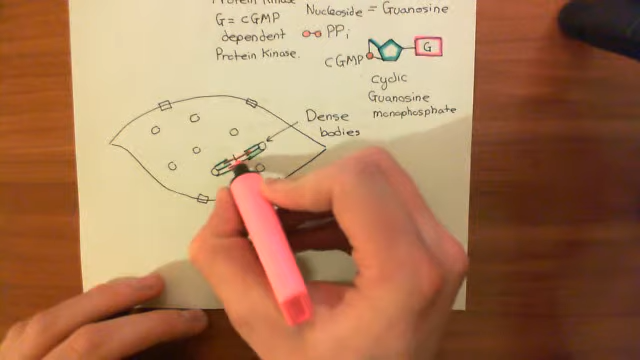 Protein Kinase
G = cGMP
dependent
Protein Kinase.
Nucleoside = Guanosine
PPi
cGMP
G
cyclic
Guanosine
monophosphate
Dense
bodies